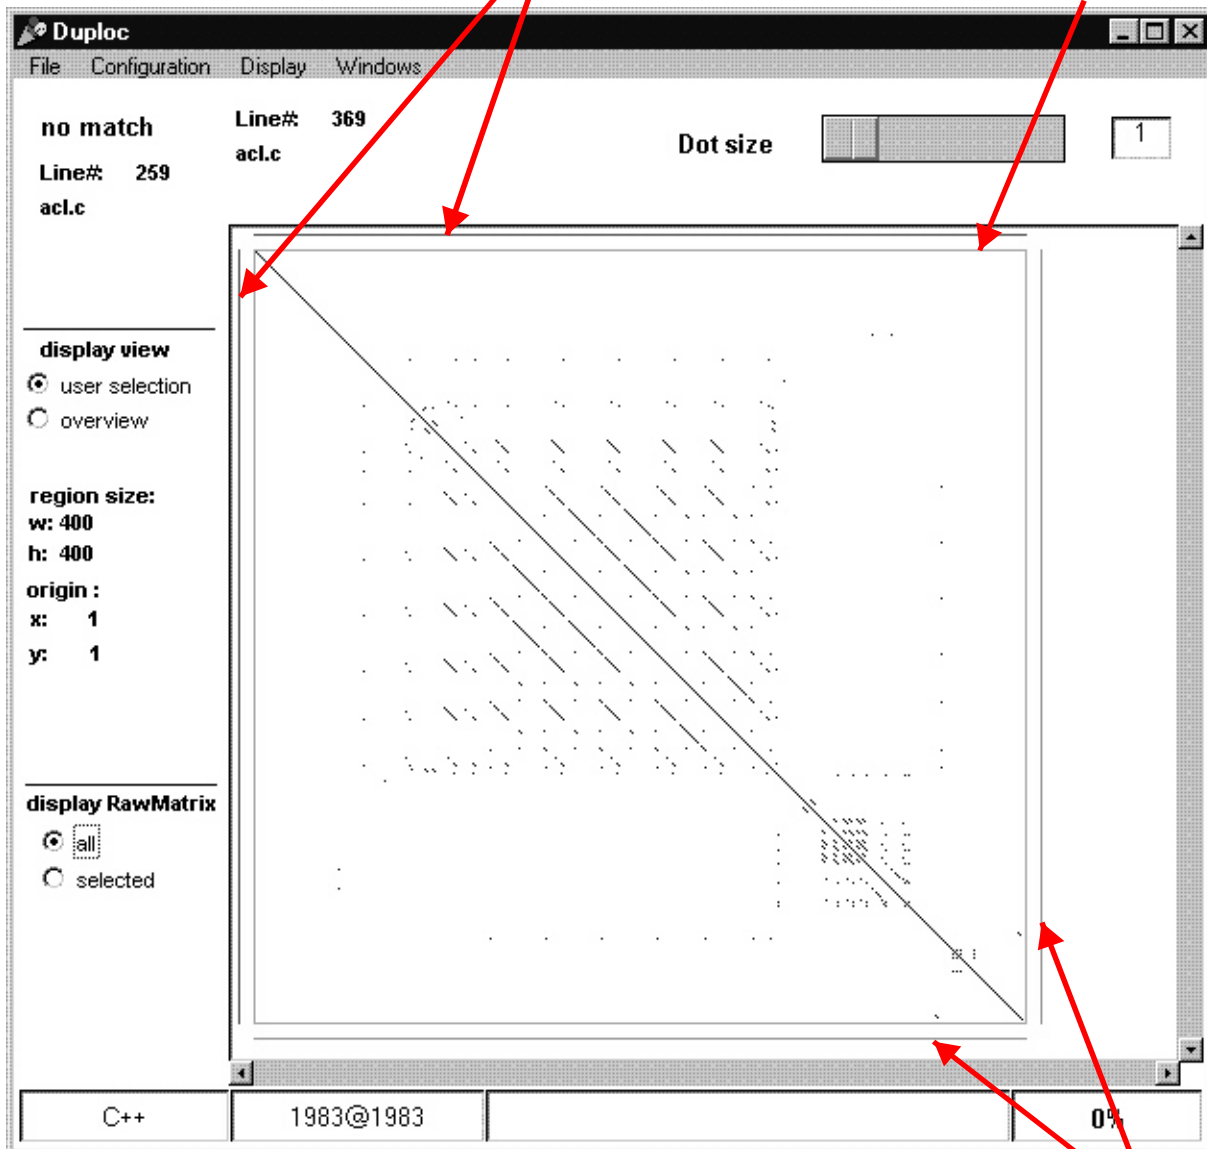 Duploc
File Configuration Display Windows
no match
Line#: 259
acl.c
Line#: 369
acl.c
Dot size
1
display view
user selection
overview
region size:
w: 400
h: 400
origin :
x: 1
y: 1
display RawMatrix
all
selected
C++
1983@1983
0%